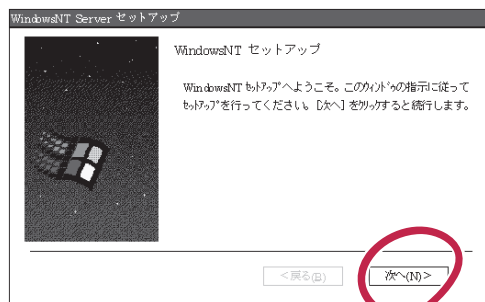 WindowsNT Server セットアップ
WindowsNT セットアップ
WindowsNT ｾｯﾄｱｯﾌﾟへようこそ。このｳｨﾝﾄﾞｳの指示に従って
ｾｯﾄｱｯﾌﾟを行ってください。[次へ] をｸﾘｯｸすると続行します。
<戻る(B)
次へ(N)>